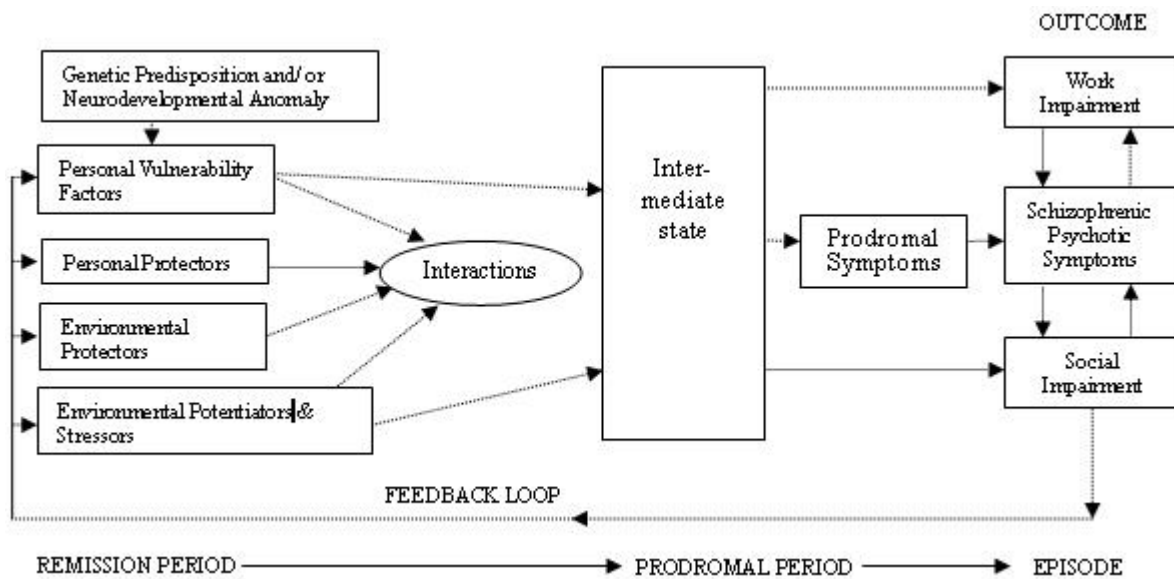 OUTCOME
Genetic Predisposition and/ or
Neurodevelopmental Anomaly
Personal Vulnerability
Factors
Personal Protectors
Environmental
Protectors
Environmental Potentiators &
Stressors
Interactions
Inter-
mediate
state
Prodromal
Symptoms
Work
Impairment
Schizophrenic
Psychotic
Symptoms
Social
Impairment
FEEDBACK LOOP
REMISSION PERIOD
PRODROMAL PERIOD
EPISODE